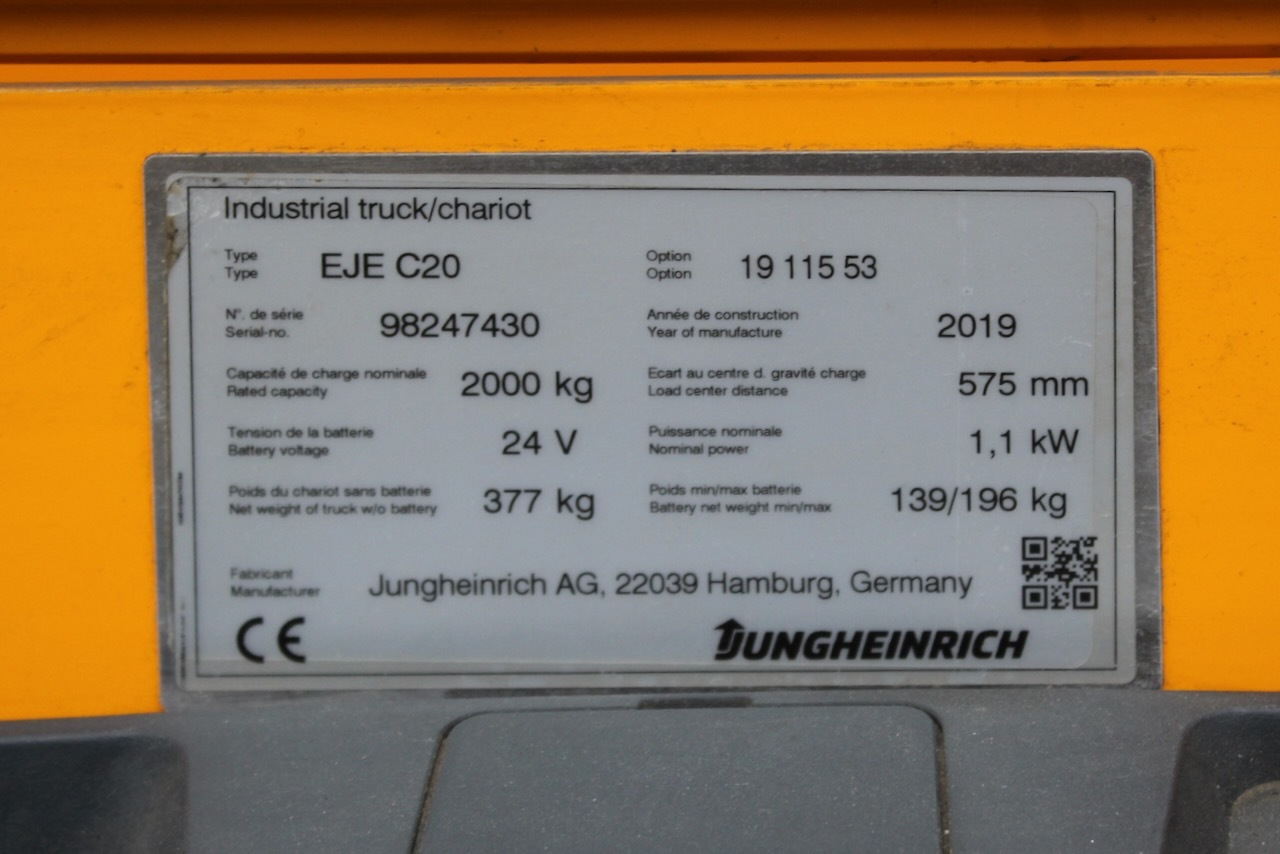 Industrial truck/chariot
Type
Type
EJE C20
Option
Option
19 115 53
N°. de série
Serial-no.
98247430
Année de construction
Year of manufacture
2019
Capacité de charge nominale
Rated capacity
2000 kg
Ecart au centre d. gravité charge
Load center distance
575 mm
Tension de la batterie
Battery voltage
24 V
Puissance nominale
Nominal power
1,1 kW
Poids du chariot sans batterie
Net weight of truck w/o battery
377 kg
Poids min/max batterie
Battery net weight min/max
139/196 kg
Fabricant
Manufacturer
Jungheinrich AG, 22039 Hamburg, Germany
CE
JUNGHEINRICH